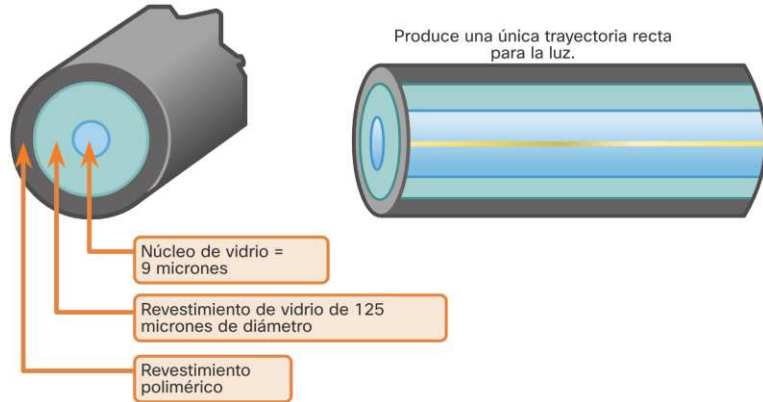 Produce una única trayectoria recta
para la luz.
Núcleo de vidrio =
9 micrones
Revestimiento de vidrio de 125
micrones de diámetro
Revestimiento
polimérico